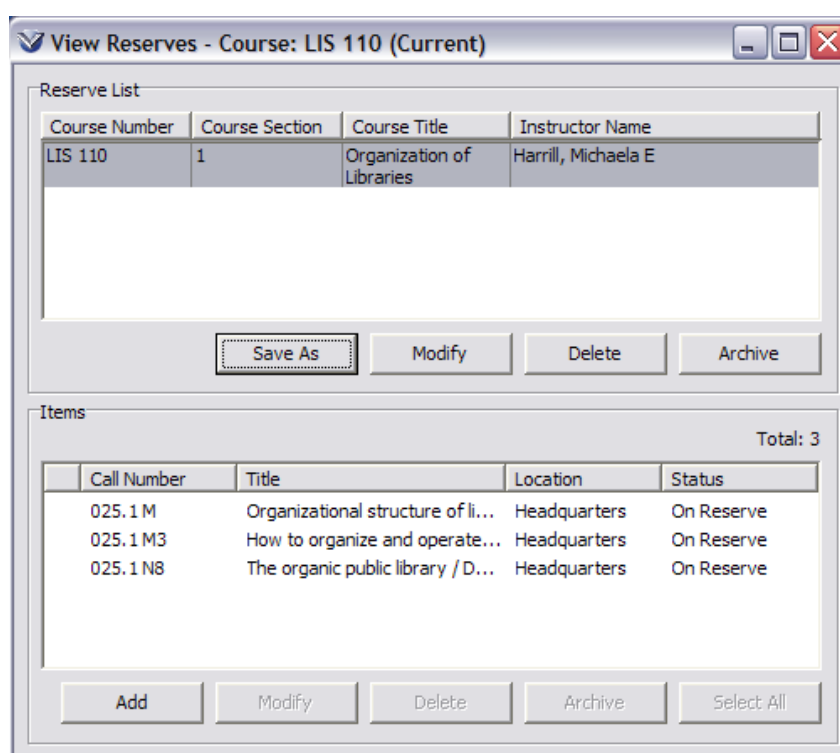 View Reserves - Course: LIS 110 (Current)
Reserve List
Course Number Course Section Course Title Instructor Name
LIS 110 1 Organization of Harrill, Michaela E
Libraries
Save As Modify Delete Archive
Items
Total: 3
Call Number Title Location Status
025.1 M Organizational structure of li... Headquarters On Reserve
025.1 M3 How to organize and operate... Headquarters On Reserve
025.1 N8 The organic public library / D... Headquarters On Reserve
Add Modify Delete Archive Select All